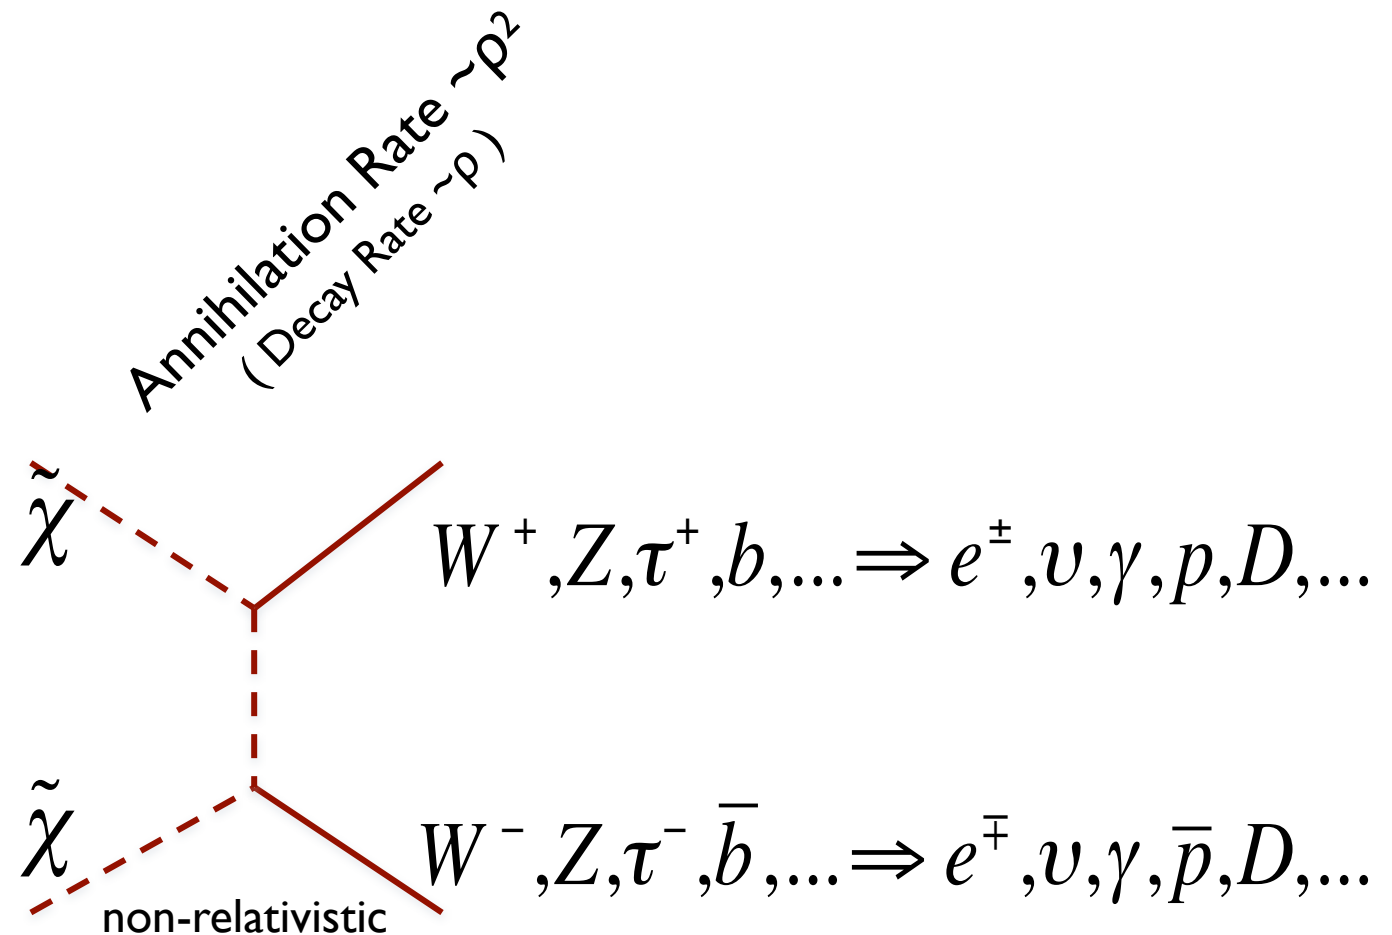 Annihilation Rate ~ρ²
( Decay Rate ~ρ )
χ̃
W⁺,Z,τ⁺,b,...⇒e^±,υ,γ,p,D,...
χ̃
W⁻,Z,τ⁻,b̅,...⇒e^∓,υ,γ,p̅,D,...
non-relativistic